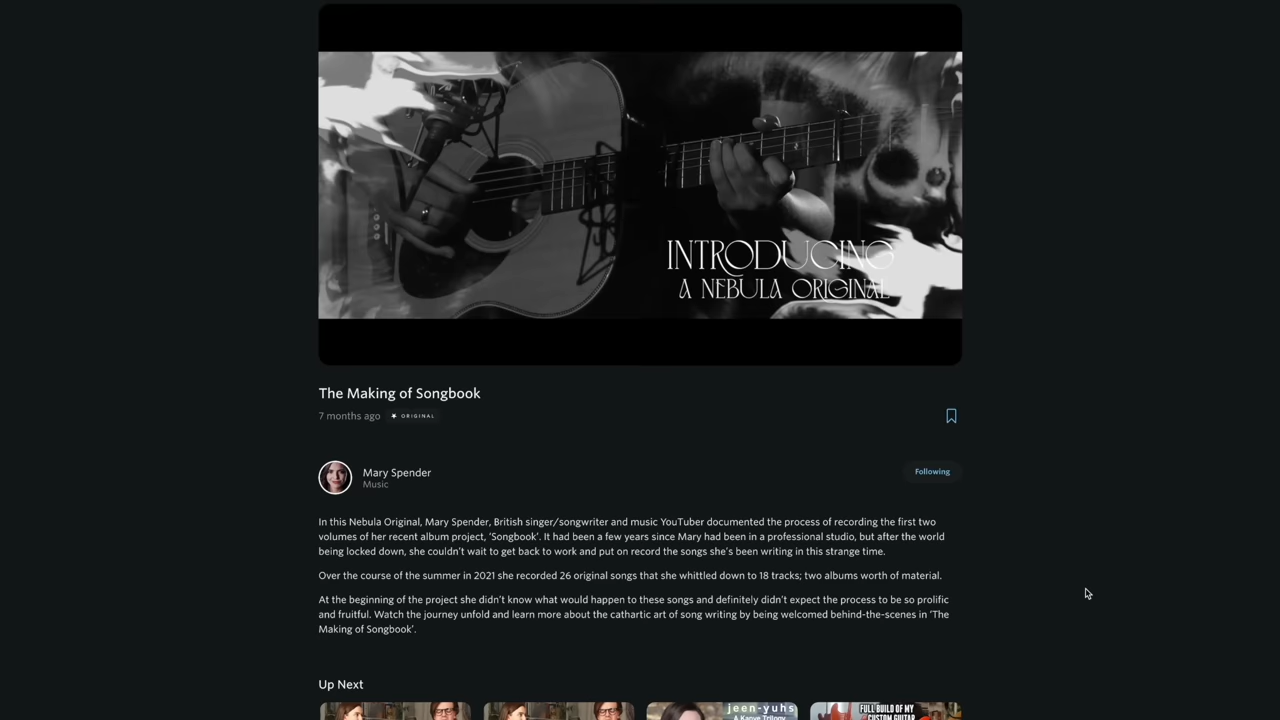 INTRODUCING
A NEBULA ORIGINAL
The Making of Songbook
7 months ago ★ ORIGINAL
Mary Spender
Music
Following
In this Nebula Original, Mary Spender, British singer/songwriter and music YouTuber documented the process of recording the first two
volumes of her recent album project, 'Songbook'. It had been a few years since Mary had been in a professional studio, but after the world
being locked down, she couldn't wait to get back to work and put on record the songs she's been writing in this strange time.
Over the course of the summer in 2021 she recorded 26 original songs that she whittled down to 18 tracks; two albums worth of material.
At the beginning of the project she didn't know what would happen to these songs and definitely didn't expect the process to be so prolific
and fruitful. Watch the journey unfold and learn more about the cathartic art of song writing by being welcomed behind-the-scenes in 'The
Making of Songbook'.
Up Next
jeen-yuhs
A Kanye Trilogy
FULL BUILD OF MY
CUSTOM GUITAR